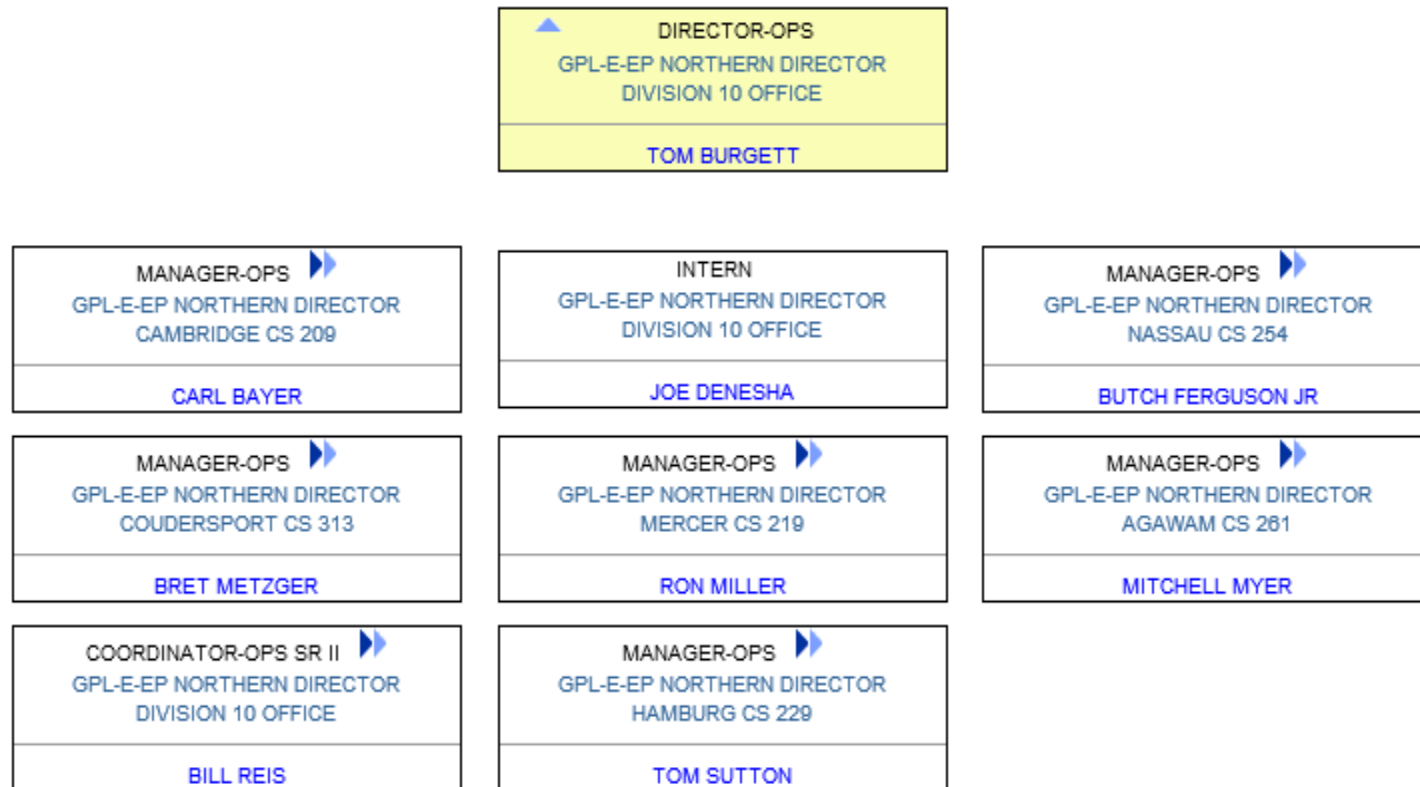 DIRECTOR-OPS
GPL-E-EP NORTHERN DIRECTOR
DIVISION 10 OFFICE
TOM BURGETT
MANAGER-OPS
GPL-E-EP NORTHERN DIRECTOR
CAMBRIDGE CS 209
CARL BAYER
INTERN
GPL-E-EP NORTHERN DIRECTOR
DIVISION 10 OFFICE
JOE DENESHA
MANAGER-OPS
GPL-E-EP NORTHERN DIRECTOR
NASSAU CS 254
BUTCH FERGUSON JR
MANAGER-OPS
GPL-E-EP NORTHERN DIRECTOR
COUDERSPORT CS 313
BRET METZGER
MANAGER-OPS
GPL-E-EP NORTHERN DIRECTOR
MERCER CS 219
RON MILLER
MANAGER-OPS
GPL-E-EP NORTHERN DIRECTOR
AGAWAM CS 261
MITCHELL MYER
COORDINATOR-OPS SR II
GPL-E-EP NORTHERN DIRECTOR
DIVISION 10 OFFICE
BILL REIS
MANAGER-OPS
GPL-E-EP NORTHERN DIRECTOR
HAMBURG CS 229
TOM SUTTON